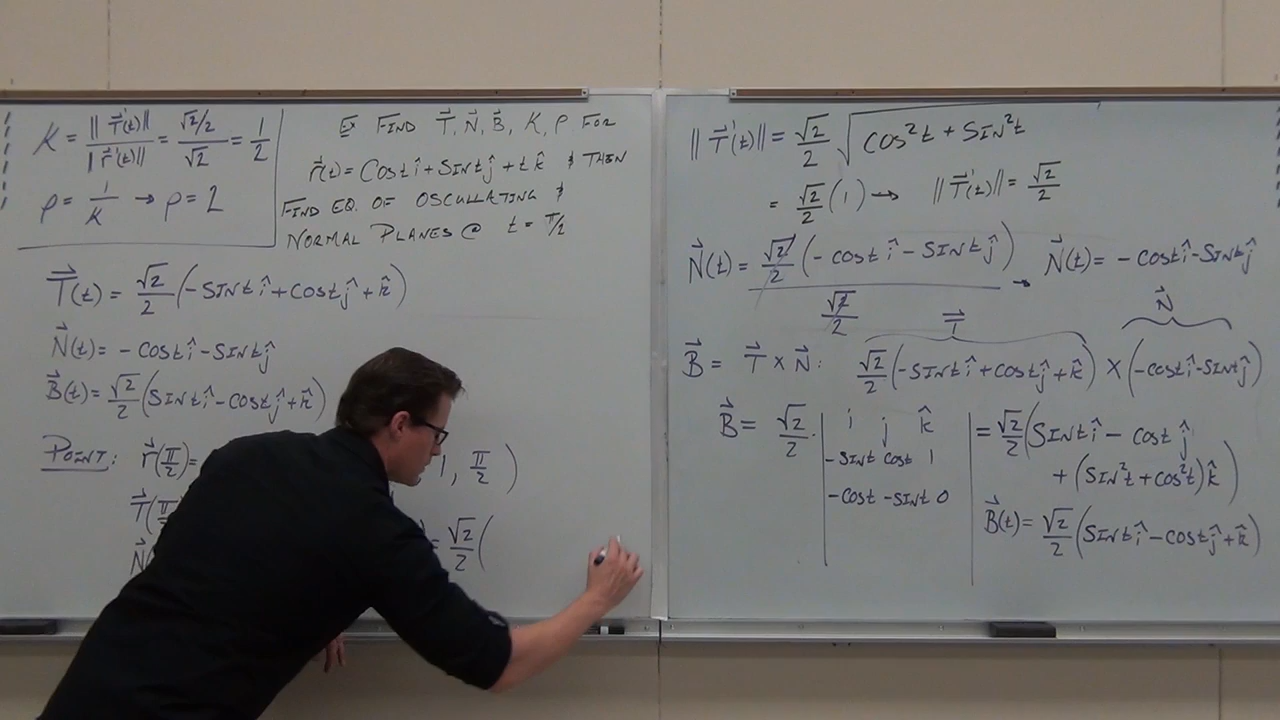 K = ||T⃗'(t)|| / |r⃗'(t)|| = (√2/2) / √2 = 1/2
ρ = 1/K → ρ = 2
Ex FIND T⃗, N⃗, B⃗, K, ρ FOR
r⃗(t) = Cost î + SINt ĵ + t k̂ & THEN
FIND EQ. OF OSCULLATING &
NORMAL PLANES @ t = π/2
T⃗(t) = √2/2 (-SINt î + COSt ĵ + k̂)
N⃗(t) = -COSt î - SINt ĵ
B⃗(t) = √2/2 (SINt î - COSt ĵ + k̂)
POINT: r⃗(π/2) = 1, π/2 )
T⃗(π
N⃗( = √2/2 (
||T⃗'(t)|| = √2/2 √(COS²t + SIN²t)
= √2/2 (1) → ||T⃗'(t)|| = √2/2
N⃗(t) = √2/2 (-COSt î - SINt ĵ) / √2/2 → N⃗(t) = -COSt î - SINt ĵ
T⃗ N⃗
B⃗ = T⃗ × N⃗: √2/2 (-SINt î + COSt ĵ + k̂) × (-COSt î - SINt ĵ)
B⃗ = √2/2 · | i j k̂ | = √2/2 (SINt î - COSt ĵ
-SINt COSt 1 + (SIN²t + COS²t) k̂)
-COSt -SINt 0
B⃗(t) = √2/2 (SINt î - COSt ĵ + k̂)